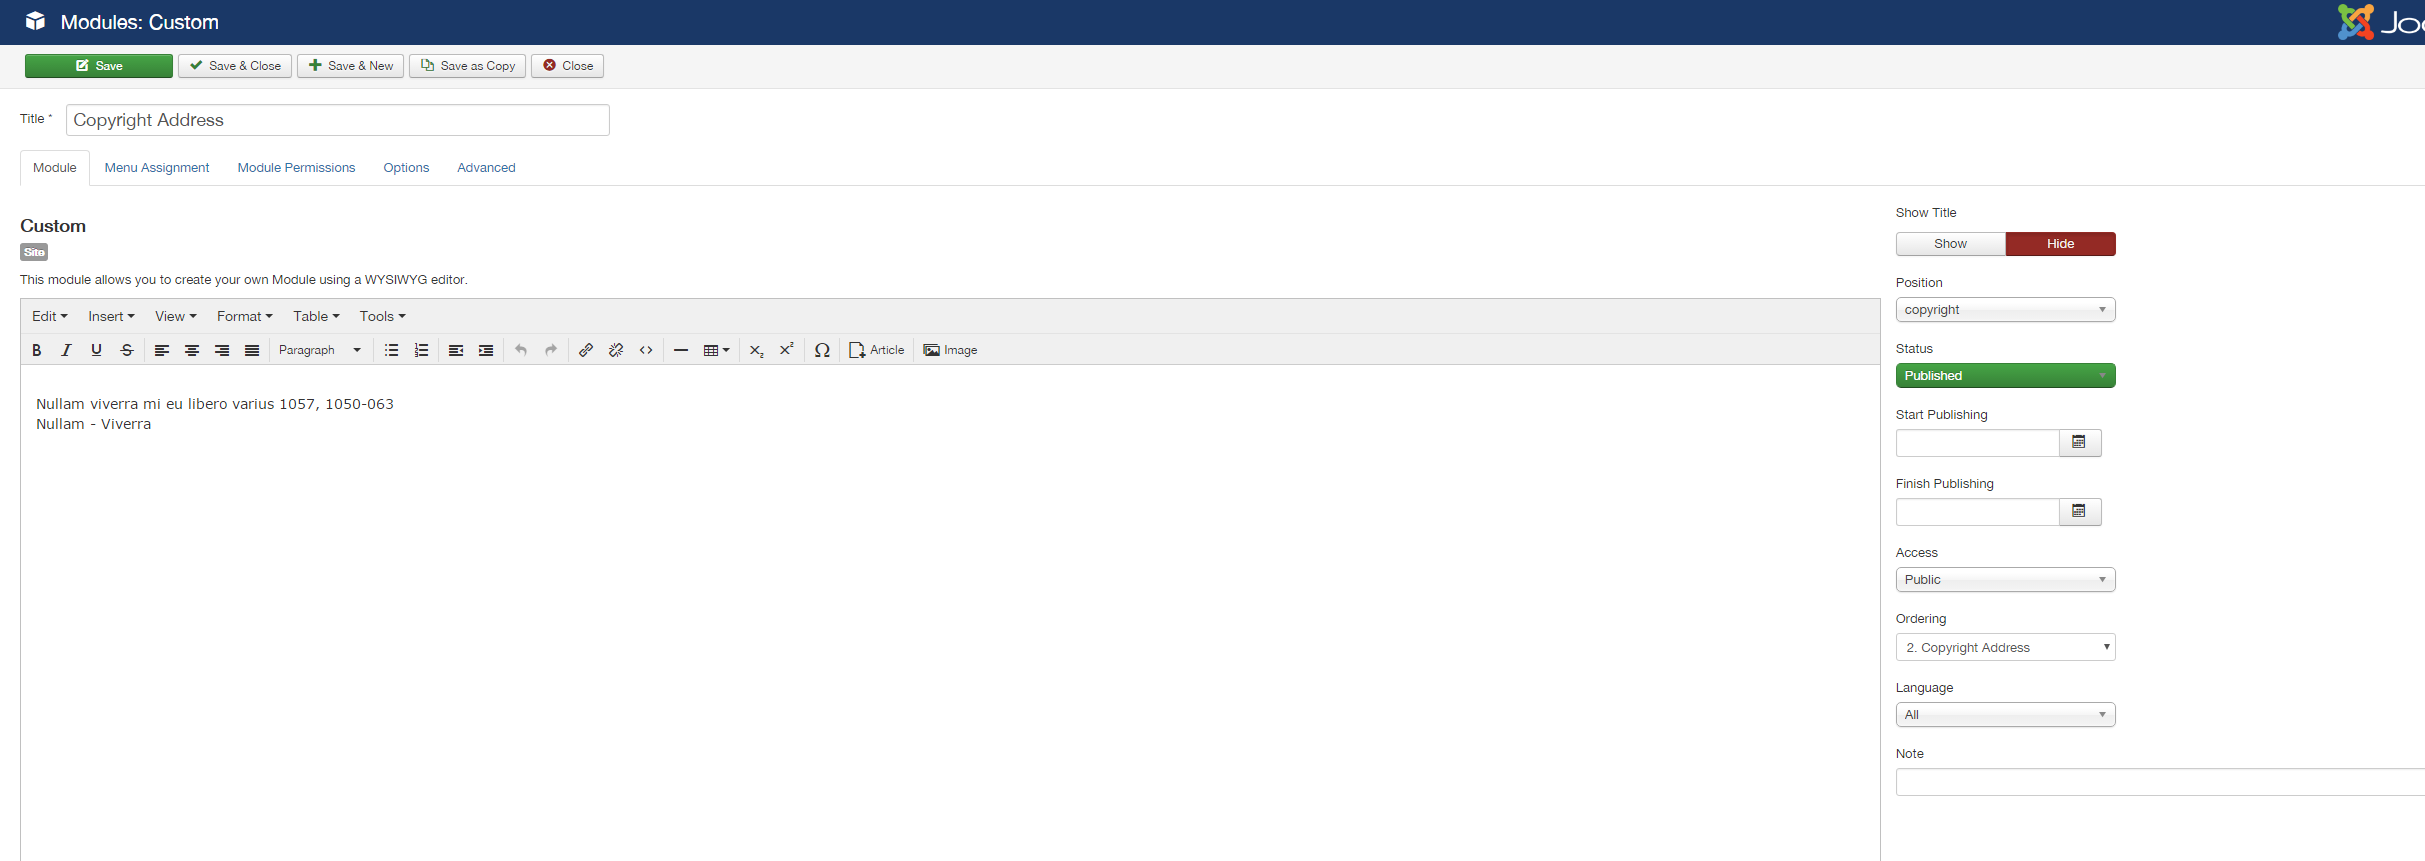 Modules: Custom
Save
Save & Close
Save & New
Save as Copy
Close
Title *
Copyright Address
Module
Menu Assignment
Module Permissions
Options
Advanced
Custom
Site
This module allows you to create your own Module using a WYSIWYG editor.
Edit
Insert
View
Format
Table
Tools
Paragraph
Article
Image
Nullam viverra mi eu libero varius 1057, 1050-063
Nullam - Viverra
Show Title
Show
Hide
Position
copyright
Status
Published
Start Publishing
Finish Publishing
Access
Public
Ordering
2. Copyright Address
Language
All
Note